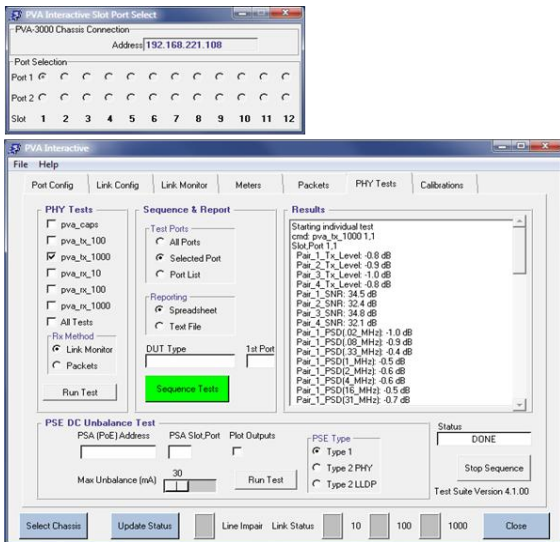 PVA Interactive Slot Port Select
PVA-3000 Chassis Connection
Address 192.168.221.108
Port Selection
Port 1
Port 2
Slot 1 2 3 4 5 6 7 8 9 10 11 12
PVA Interactive
File Help
Port Config Link Config Link Monitor Meters Packets PHY Tests Calibrations
PHY Tests
pva_caps
pva_tx_100
pva_tx_1000
pva_rx_10
pva_rx_100
pva_rx_1000
All Tests
Rx Method
Link Monitor
Packets
Run Test
Sequence & Report
Test Ports
All Ports
Selected Port
Port List
Reporting
Spreadsheet
Text File
DUT Type 1st Port
Sequence Tests
Results
Starting individual test
cmd: pva_tx_1000 1,1
Slot,Port 1,1
Pair_1_Tx_Level: -0.8 dB
Pair_2_Tx_Level: -0.9 dB
Pair_3_Tx_Level: -1.0 dB
Pair_4_Tx_Level: -0.8 dB
Pair_1_SNR: 34.5 dB
Pair_2_SNR: 32.4 dB
Pair_3_SNR: 34.8 dB
Pair_4_SNR: 32.1 dB
Pair_1_PSD(.02_MHz): -1.0 dB
Pair_1_PSD(.08_MHz): -0.9 dB
Pair_1_PSD(.33_MHz): -0.4 dB
Pair_1_PSD(1_MHz): -0.5 dB
Pair_1_PSD(2_MHz): -0.6 dB
Pair_1_PSD(4_MHz): -0.6 dB
Pair_1_PSD(16_MHz): -0.5 dB
Pair_1_PSD(31_MHz): -0.7 dB
PSE DC Unbalance Test
PSA (PoE) Address PSA Slot,Port Plot Outputs
Max Unbalance (mA) 30
Run Test
PSE Type
Type 1
Type 2 PHY
Type 2 LLDP
Status
DONE
Stop Sequence
Test Suite Version 4.1.00
Select Chassis Update Status Line Impair Link Status 10 100 1000 Close